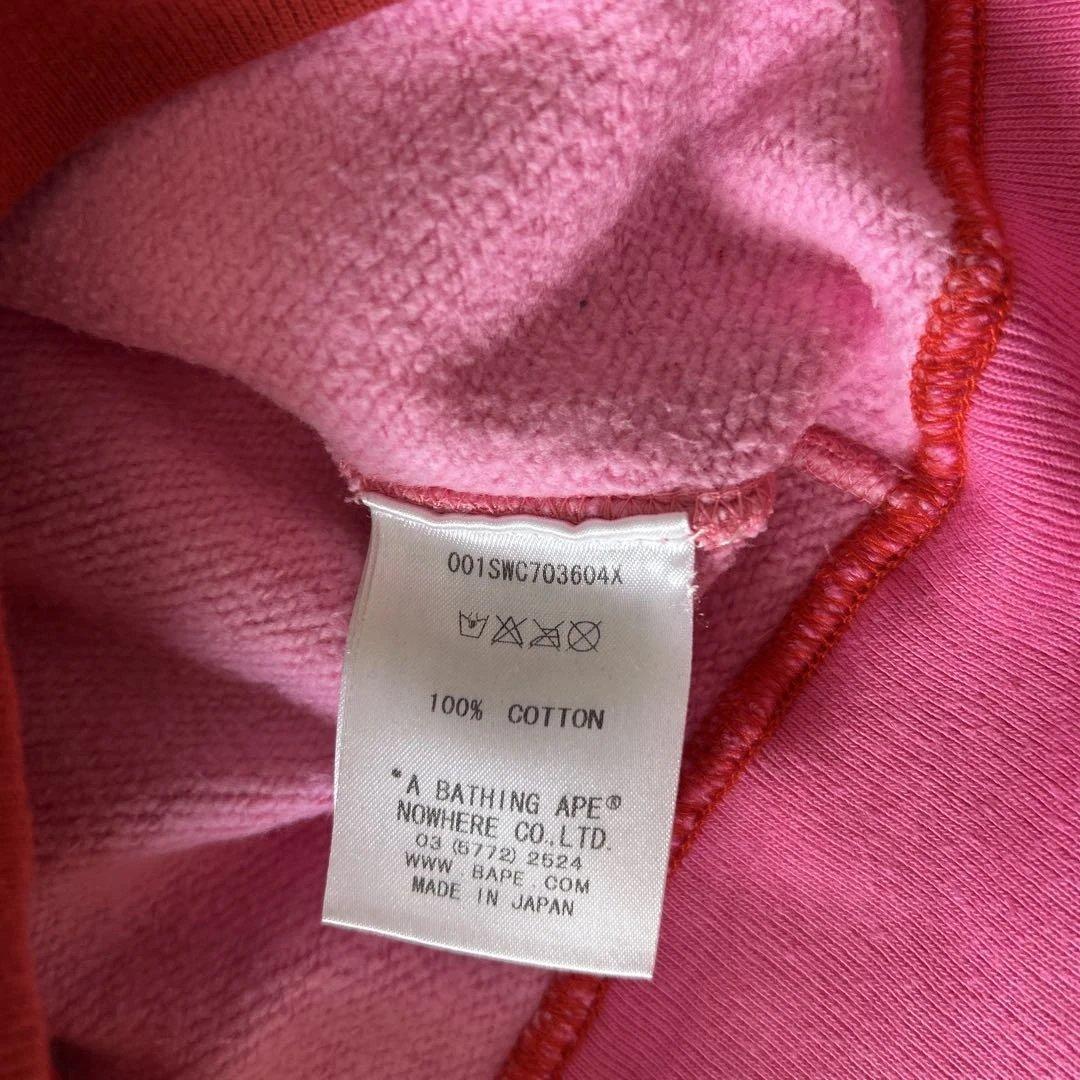 001SWC703604X
100% COTTON
*A BATHING APE®
NOWHERE CO.,LTD.
03 (5772) 2524
WWW. BAPE. COM
MADE IN JAPAN